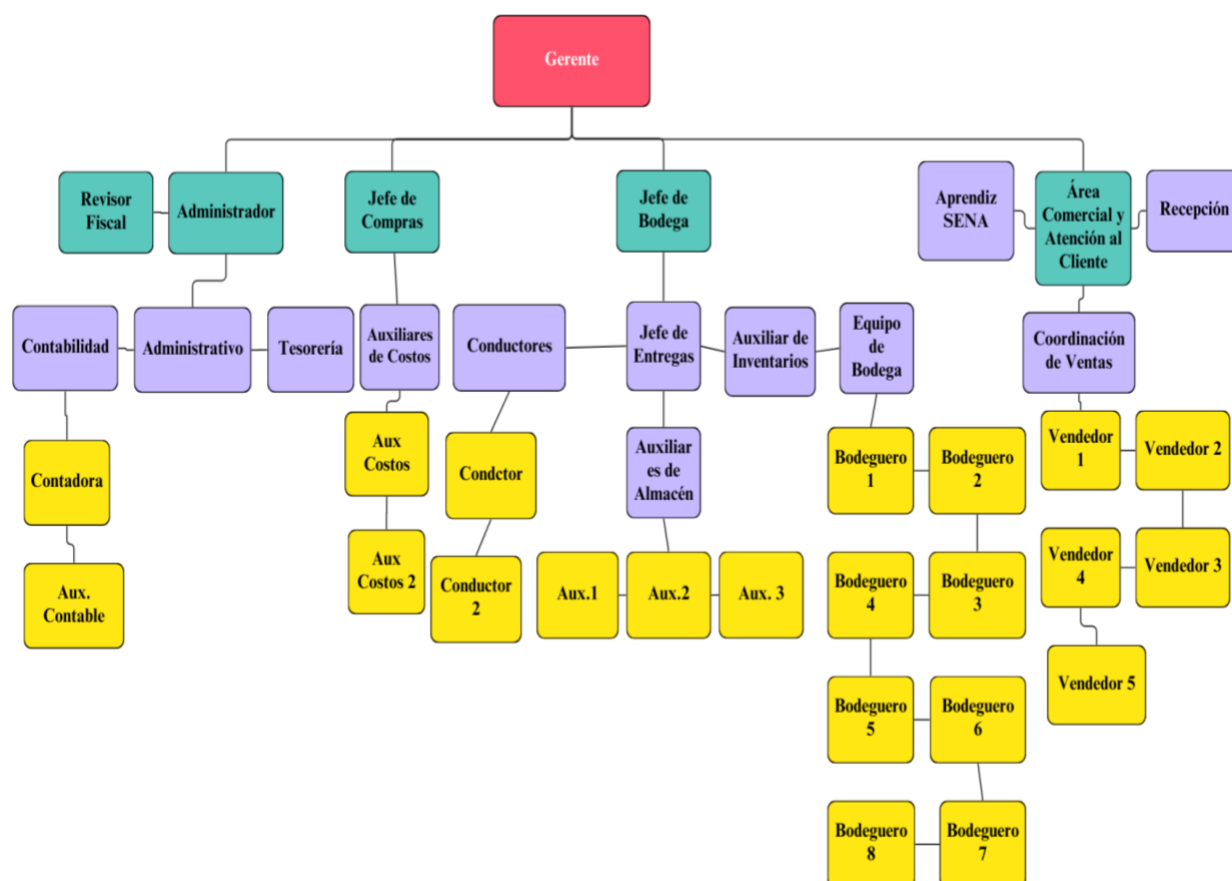 Gerente
Revisor
Fiscal
Administrador
Jefe de
Compras
Jefe de
Bodega
Aprendiz
SENA
Área
Comercial y
Atención al
Cliente
Recepción
Contabilidad
Administrativo
Tesorería
Auxiliares
de Costos
Conductores
Jefe de
Entregas
Auxiliar de
Inventarios
Equipo
de
Bodega
Coordinación
de Ventas
Contadora
Aux.
Contable
Aux
Costos
Aux
Costos 2
Condctor
Conductor
2
Auxiliar
es de
Almacén
Aux.1
Aux.2
Aux. 3
Bodeguero
1
Bodeguero
2
Bodeguero
4
Bodeguero
3
Bodeguero
5
Bodeguero
6
Bodeguero
8
Bodeguero
7
Vendedor
1
Vendedor 2
Vendedor
4
Vendedor 3
Vendedor 5